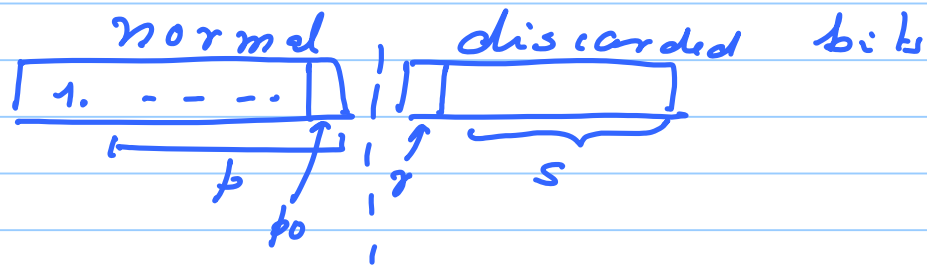 normal discarded bits
1. - - - -
p r s
p0